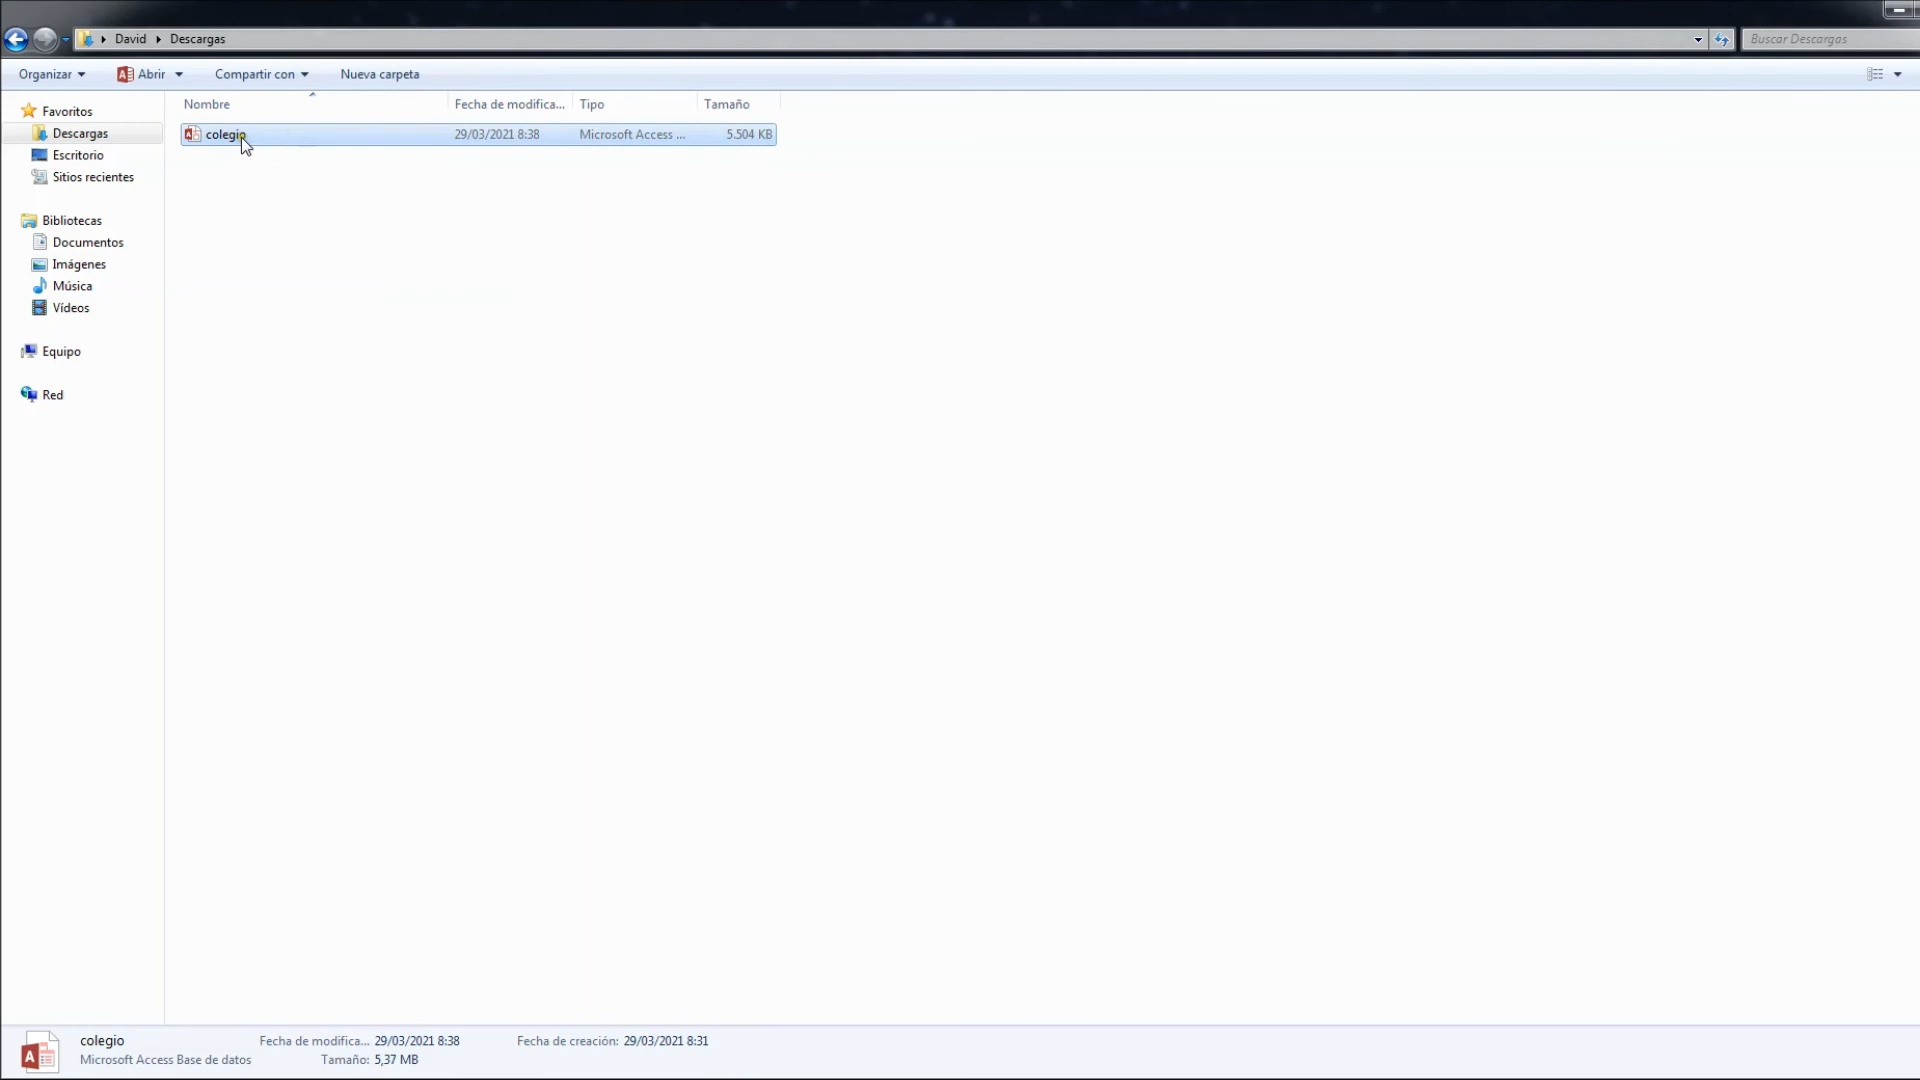 David Descargas
Buscar Descargas
Organizar Abrir Compartir con Nueva carpeta
Favoritos
Descargas
Escritorio
Sitios recientes
Bibliotecas
Documentos
Imágenes
Música
Vídeos
Equipo
Red
Nombre Fecha de modifica... Tipo Tamaño
colegio 29/03/2021 8:38 Microsoft Access ... 5.504 KB
colegio Fecha de modifica... 29/03/2021 8:38 Fecha de creación: 29/03/2021 8:31
Microsoft Access Base de datos Tamaño: 5,37 MB